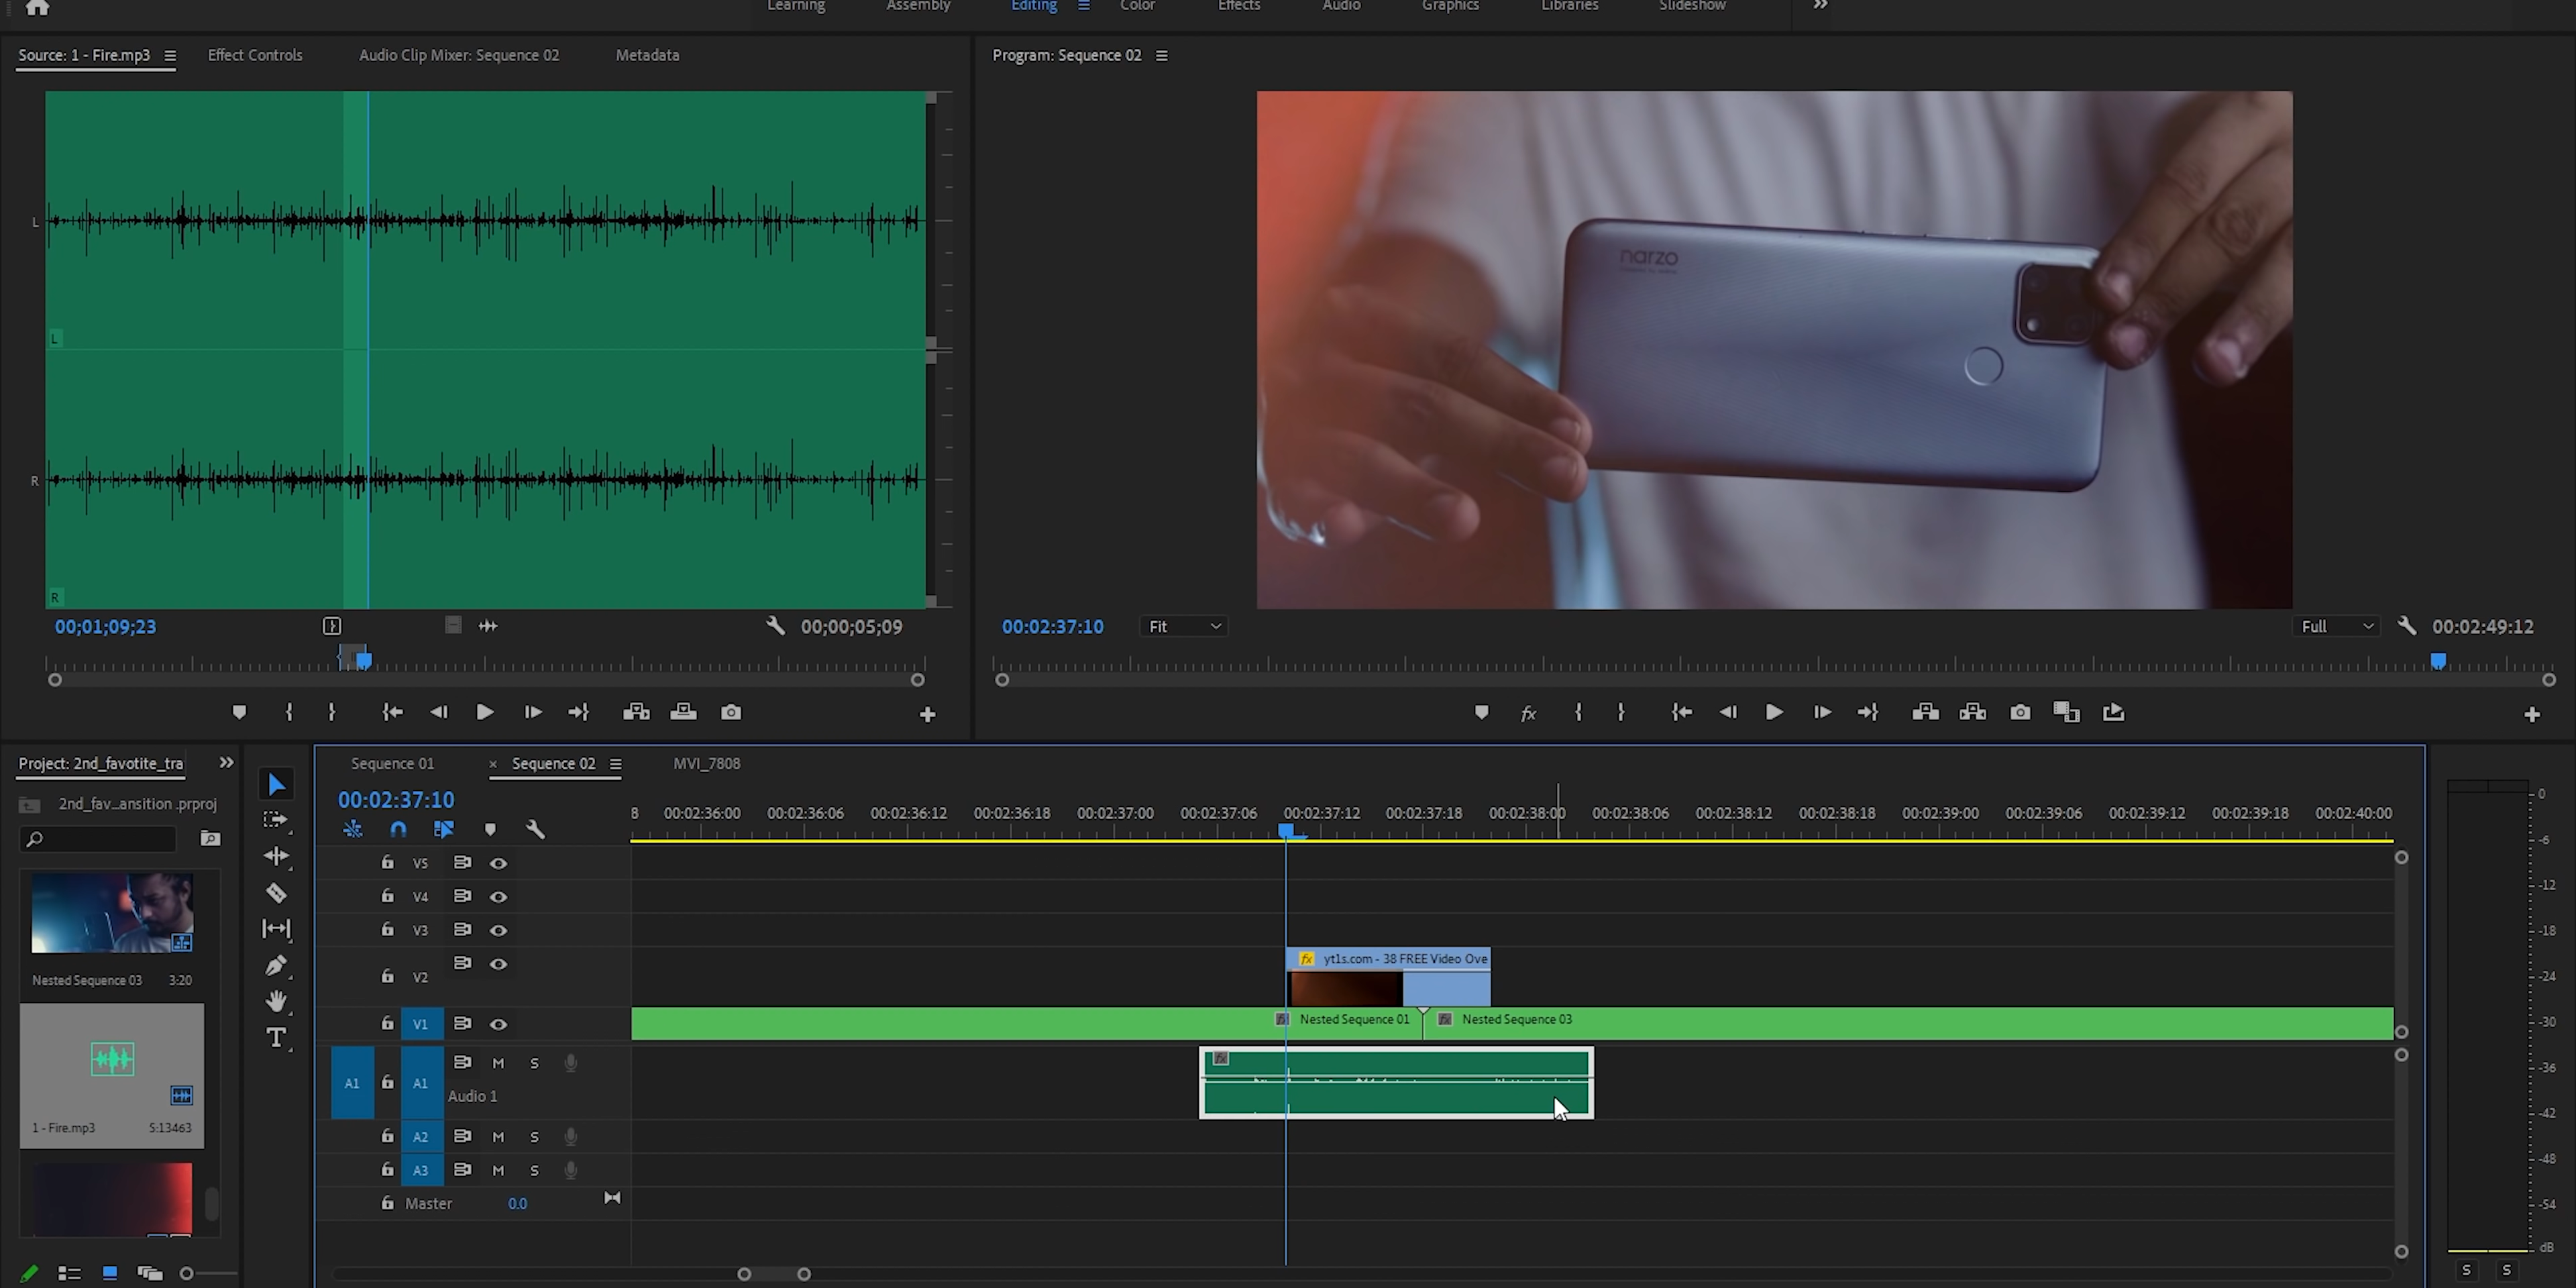 Learning Assembly Editing Color Effects Audio Graphics Libraries Slideshow
Source: 1 - Fire.mp3 Effect Controls Audio Clip Mixer: Sequence 02 Metadata
Program: Sequence 02
narzo
L
L
R
R
00;01;09;23 00;00;05;09
00:02:37:10 Fit Full 00:02:49:12
fx
Project: 2nd_favotite_tra
2nd_fav...ansition .prproj
Nested Sequence 03 3:20
1 - Fire.mp3 S:13463
T
Sequence 01 × Sequence 02 MVI_7808
00:02:37:10
8 00:02:36:00 00:02:36:06 00:02:36:12 00:02:36:18 00:02:37:00 00:02:37:06 00:02:37:12 00:02:37:18 00:02:38:00 00:02:38:06 00:02:38:12 00:02:38:18 00:02:39:00 00:02:39:06 00:02:39:12 00:02:39:18 00:02:40:00
V5
V4
V3
V2 fx yt1s.com - 38 FREE Video Ove
V1 fx Nested Sequence 01 fx Nested Sequence 03
A1 A1 M S fx
Audio 1
A2 M S
A3 M S
Master 0.0
0
-6
-12
-18
-24
-30
-36
-42
-48
-54
dB
S S